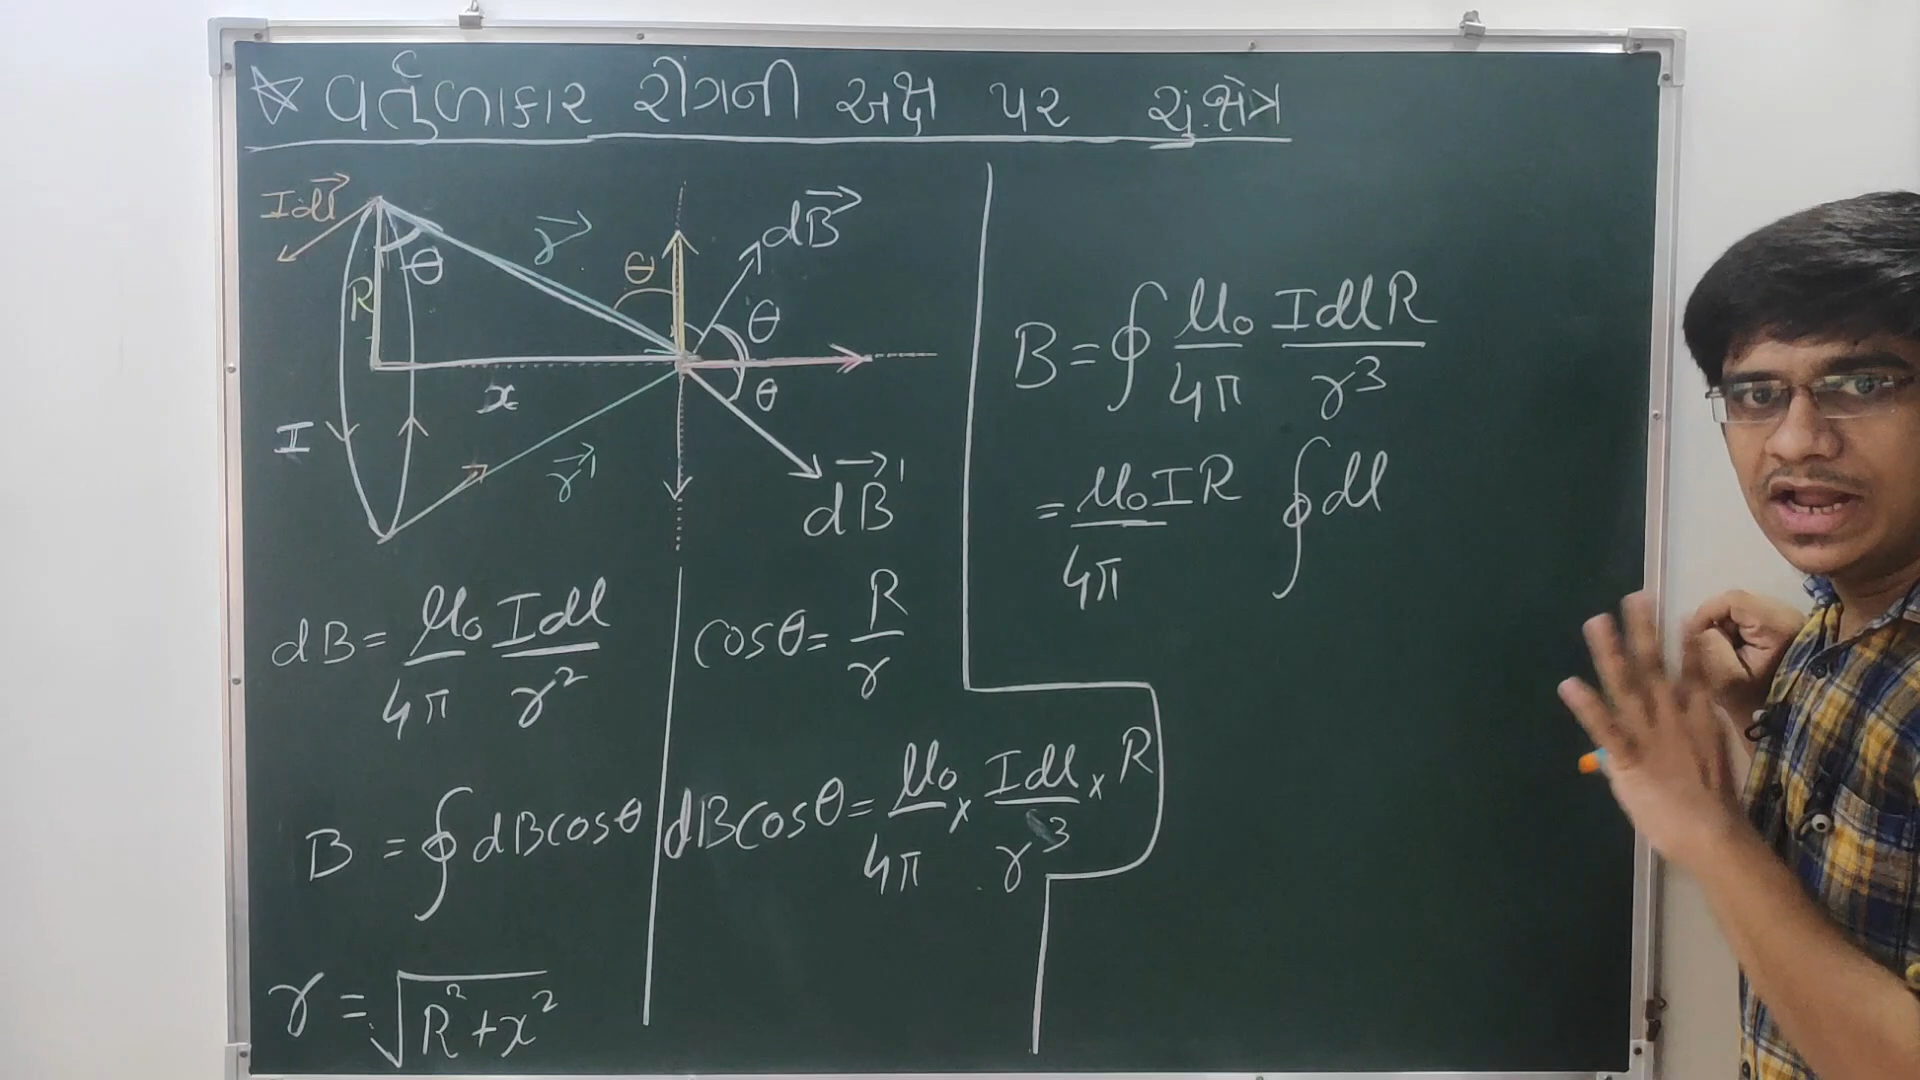 ☆ વર્તુળાકાર રીંગની અક્ષ પર ચુંક્ષેત્ર
Idl⃗
θ
R
r⃗
θ
dB⃗
θ
θ
x
I
r⃗'
dB⃗'
dB = μ₀/4π Idl/r²
B = ∮ dBcosθ
r = √(R²+x²)
cosθ = R/r
dBcosθ = μ₀/4π × Idl/r³ × R
B = ∮ μ₀/4π IdlR/r³
= μ₀IR/4π ∮ dl